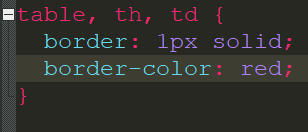 table, th, td {
  border: 1px solid;
  border-color: red;
}